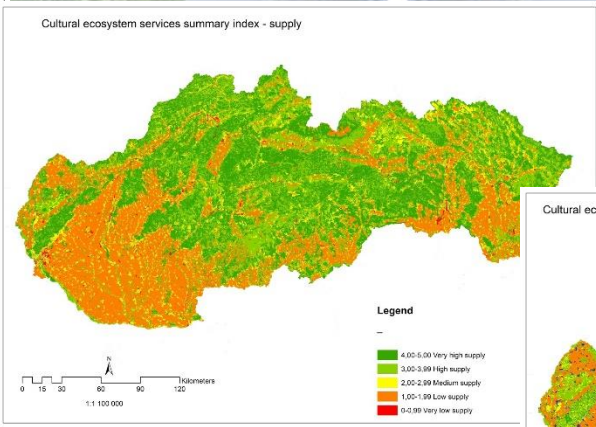 Cultural ecosystem services summary index - supply
Cultural ec
Legend
4,00-5,00 Very high supply
3,00-3,99 High supply
2,00-2,99 Medium supply
1,00-1,99 Low supply
0-0,99 Very low supply
N
0 15 30 60 90 120 Kilometers
1:1 100 000